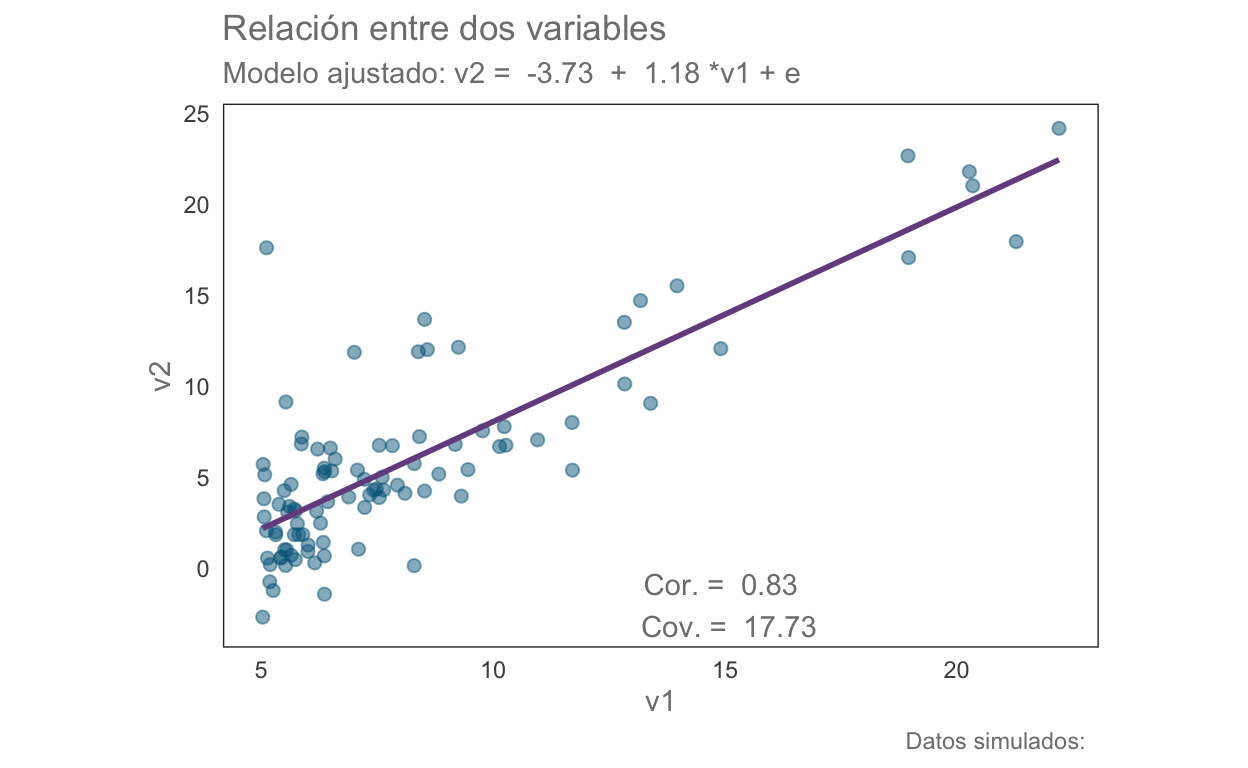 Relación entre dos variables
Modelo ajustado: v2 =  -3.73  +  1.18 *v1 + e
25
20
15
10
5
0
v2
Cor. =  0.83
Cov. =  17.73
5 10 15 20
v1
Datos simulados: